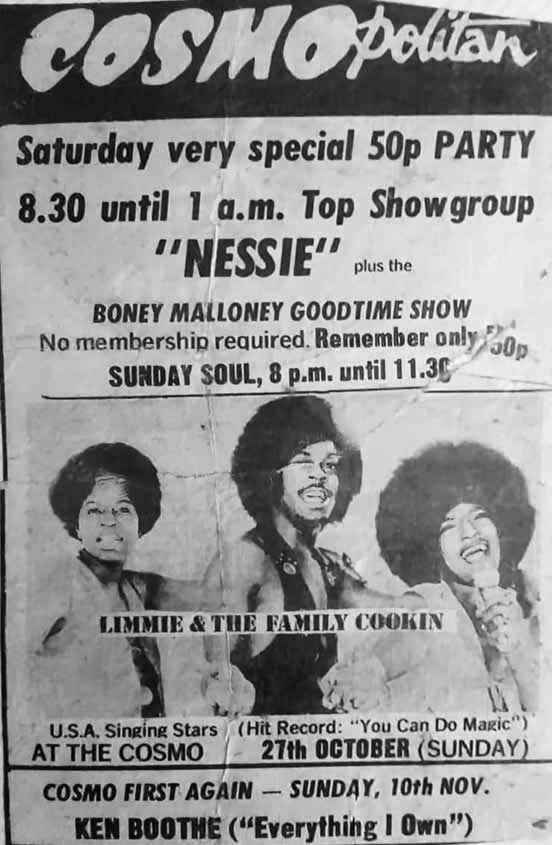 COSMOpolitan
Saturday very special 50p PARTY
8.30 until 1 a.m. Top Showgroup
"NESSIE" plus the
BONEY MALLONEY GOODTIME SHOW
No membership required. Remember only 50p
SUNDAY SOUL, 8 p.m. until 11.30
LIMMIE & THE FAMILY COOKIN
U.S.A. Singing Stars (Hit Record: "You Can Do Magic")
AT THE COSMO 27th OCTOBER (SUNDAY)
COSMO FIRST AGAIN — SUNDAY, 10th NOV.
KEN BOOTHE ("Everything I Own")